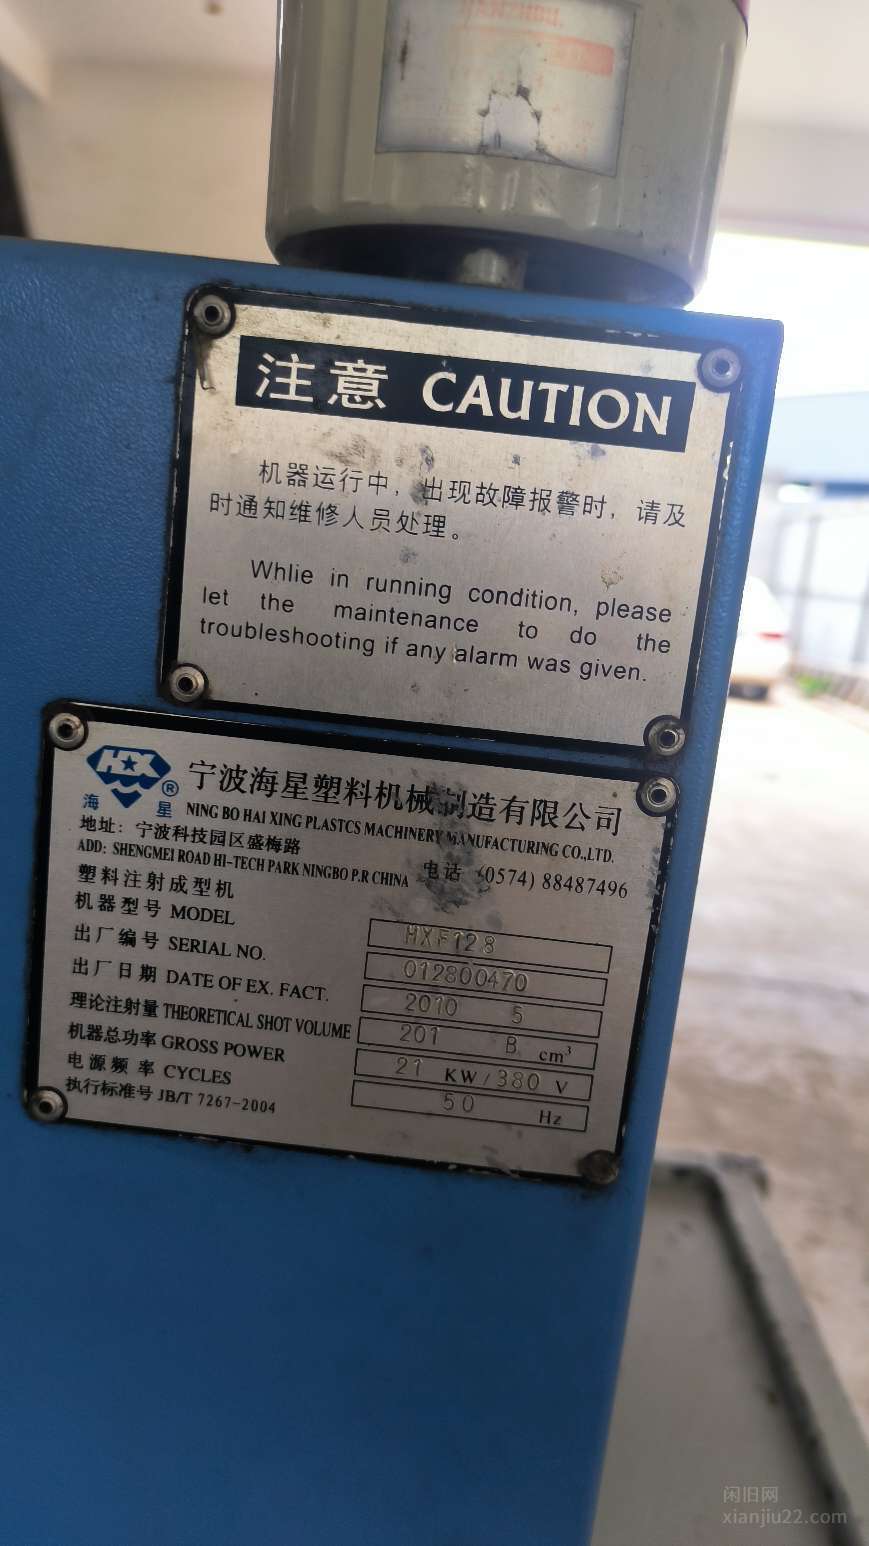 注意 CAUTION
机器运行中，出现故障报警时，请及
时通知维修人员处理。
Whlie in running condition, please
let the maintenance to do the
troubleshooting if any alarm was given.
HX
®
海 星
宁波海星塑料机械制造有限公司
NING BO HAI XING PLASTCS MACHINERY MANUFACTURING CO.,LTD.
地址：宁波科技园区盛梅路
ADD: SHENGMEI ROAD HI-TECH PARK NINGBO P.R CHINA
电话 (0574) 88487496
塑料注射成型机
机器型号 MODEL HXF128
出厂编号 SERIAL NO. 012800470
出厂日期 DATE OF EX. FACT. 2010 5
理论注射量 THEORETICAL SHOT VOLUME 201 B cm³
机器总功率 GROSS POWER 21 KW/380 V
电源频率 CYCLES 50 Hz
执行标准号 JB/T 7267-2004
闲旧网
xianjiu22.com